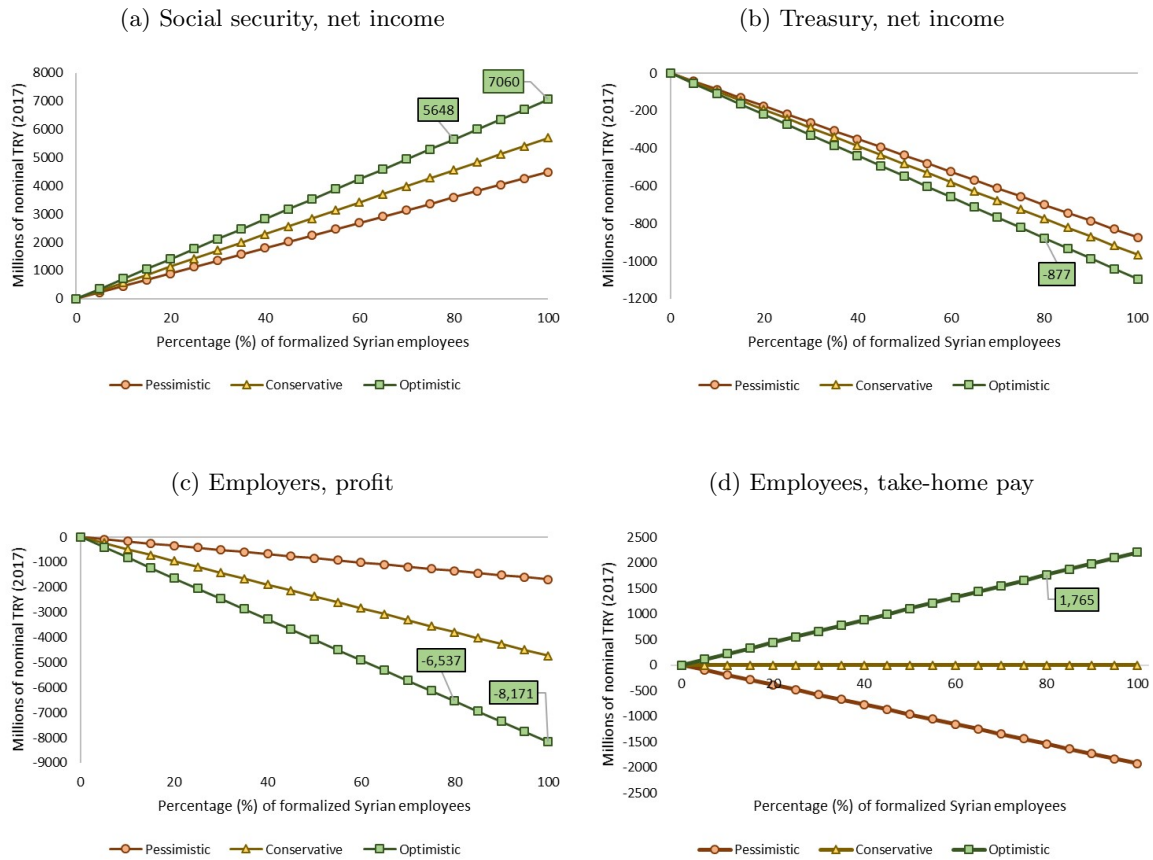 (a) Social security, net income
Millions of nominal TRY (2017)
8000
7000
6000
5000
4000
3000
2000
1000
0
7060
5648
0 20 40 60 80 100
Percentage (%) of formalized Syrian employees
Pessimistic Conservative Optimistic
(b) Treasury, net income
Millions of nominal TRY (2017)
0
-200
-400
-600
-800
-1000
-1200
-877
0 20 40 60 80 100
Percentage (%) of formalized Syrian employees
Pessimistic Conservative Optimistic
(c) Employers, profit
Millions of nominal TRY (2017)
0
-1000
-2000
-3000
-4000
-5000
-6000
-7000
-8000
-9000
-6,537
-8,171
0 20 40 60 80 100
Percentage (%) of formalized Syrian employees
Pessimistic Conservative Optimistic
(d) Employees, take-home pay
Millions of nominal TRY (2017)
2500
2000
1500
1000
500
0
-500
-1000
-1500
-2000
-2500
1,765
0 20 40 60 80 100
Percentage (%) of formalized Syrian employees
Pessimistic Conservative Optimistic